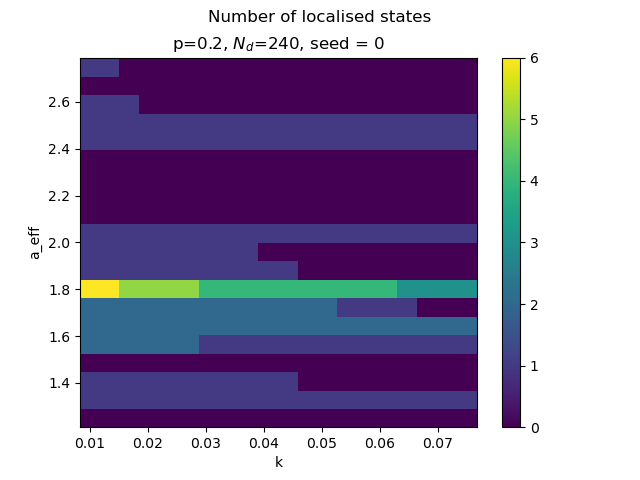 Number of localised states
p=0.2, $N_d$=240, seed = 0
a_eff
2.6
2.4
2.2
2.0
1.8
1.6
1.4
0.01 0.02 0.03 0.04 0.05 0.06 0.07
k
6
5
4
3
2
1
0